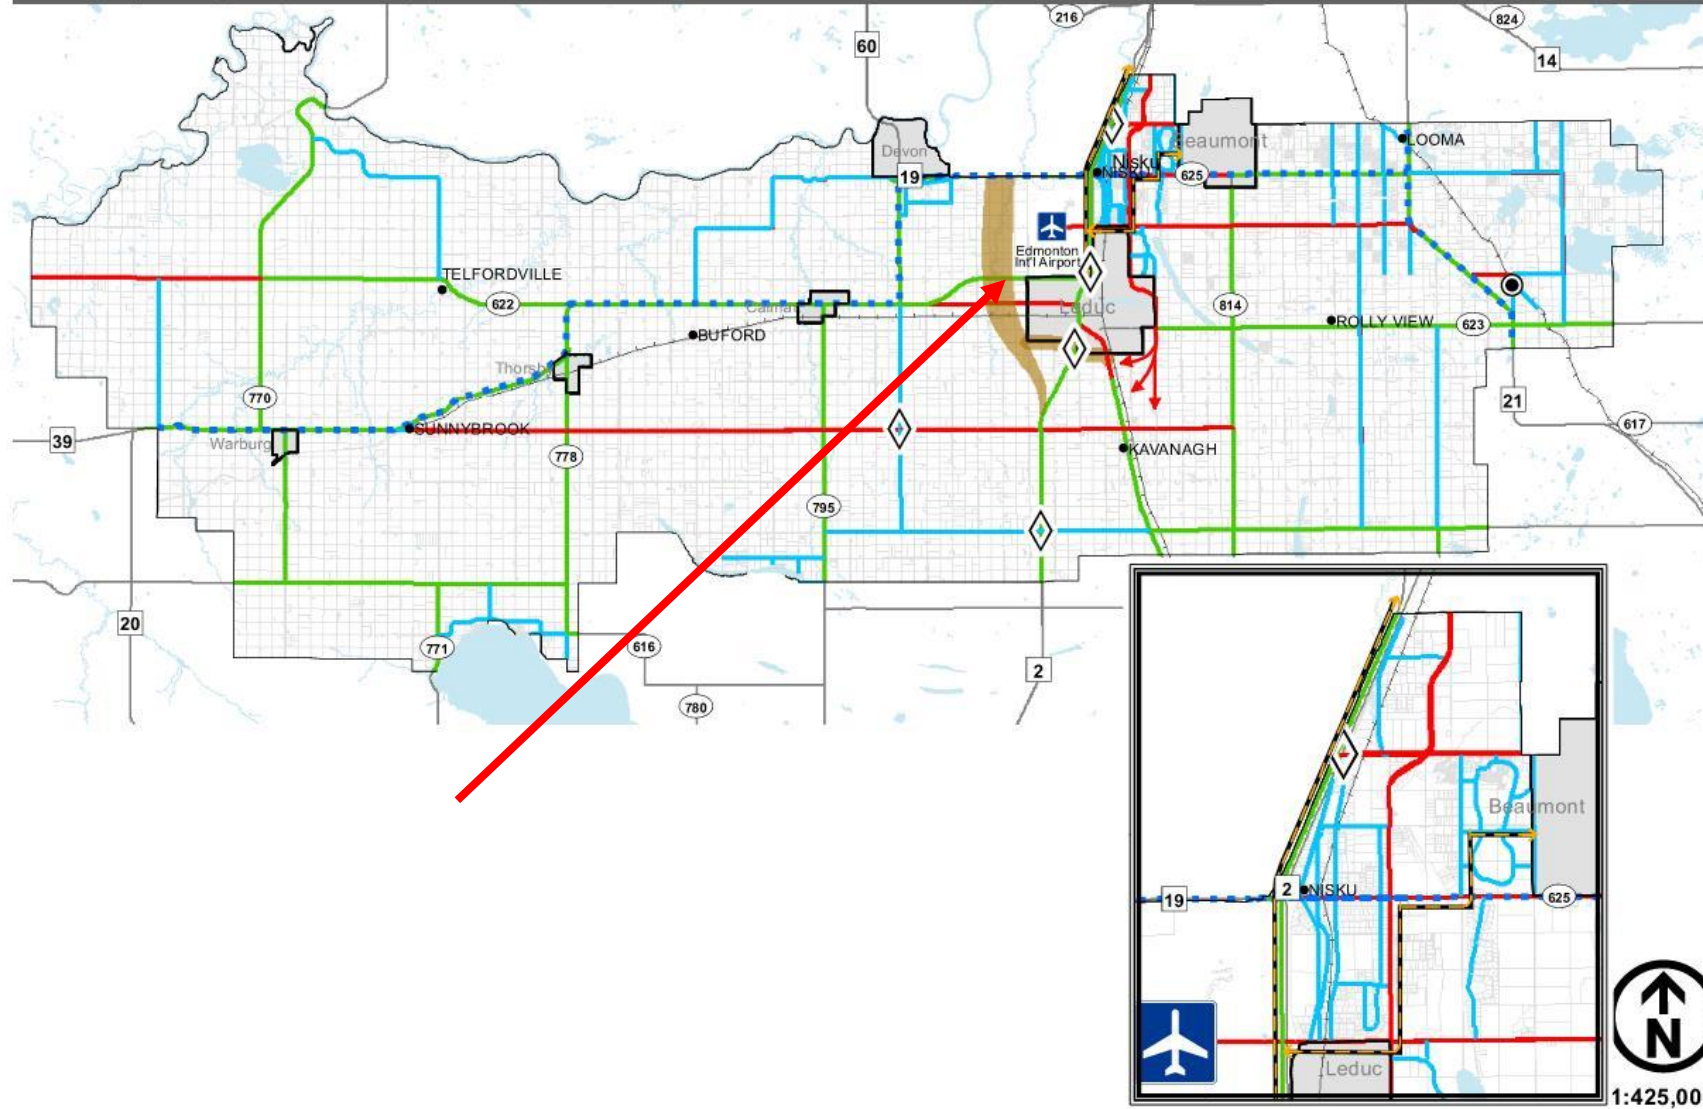 216
824
60
14
LOOMA
Devon
Beaumont
Nisku
NISKU
19
625
Edmonton
Int'l Airport
TELFORDVILLE
622
814
Leduc
ROLLY VIEW
623
BUFORD
770
21
39
SUNNYBROOK
617
Warburg
778
KAVANAGH
795
20
771
616
2
780
Beaumont
2
NISKU
19
625
Leduc
N
1:425,00